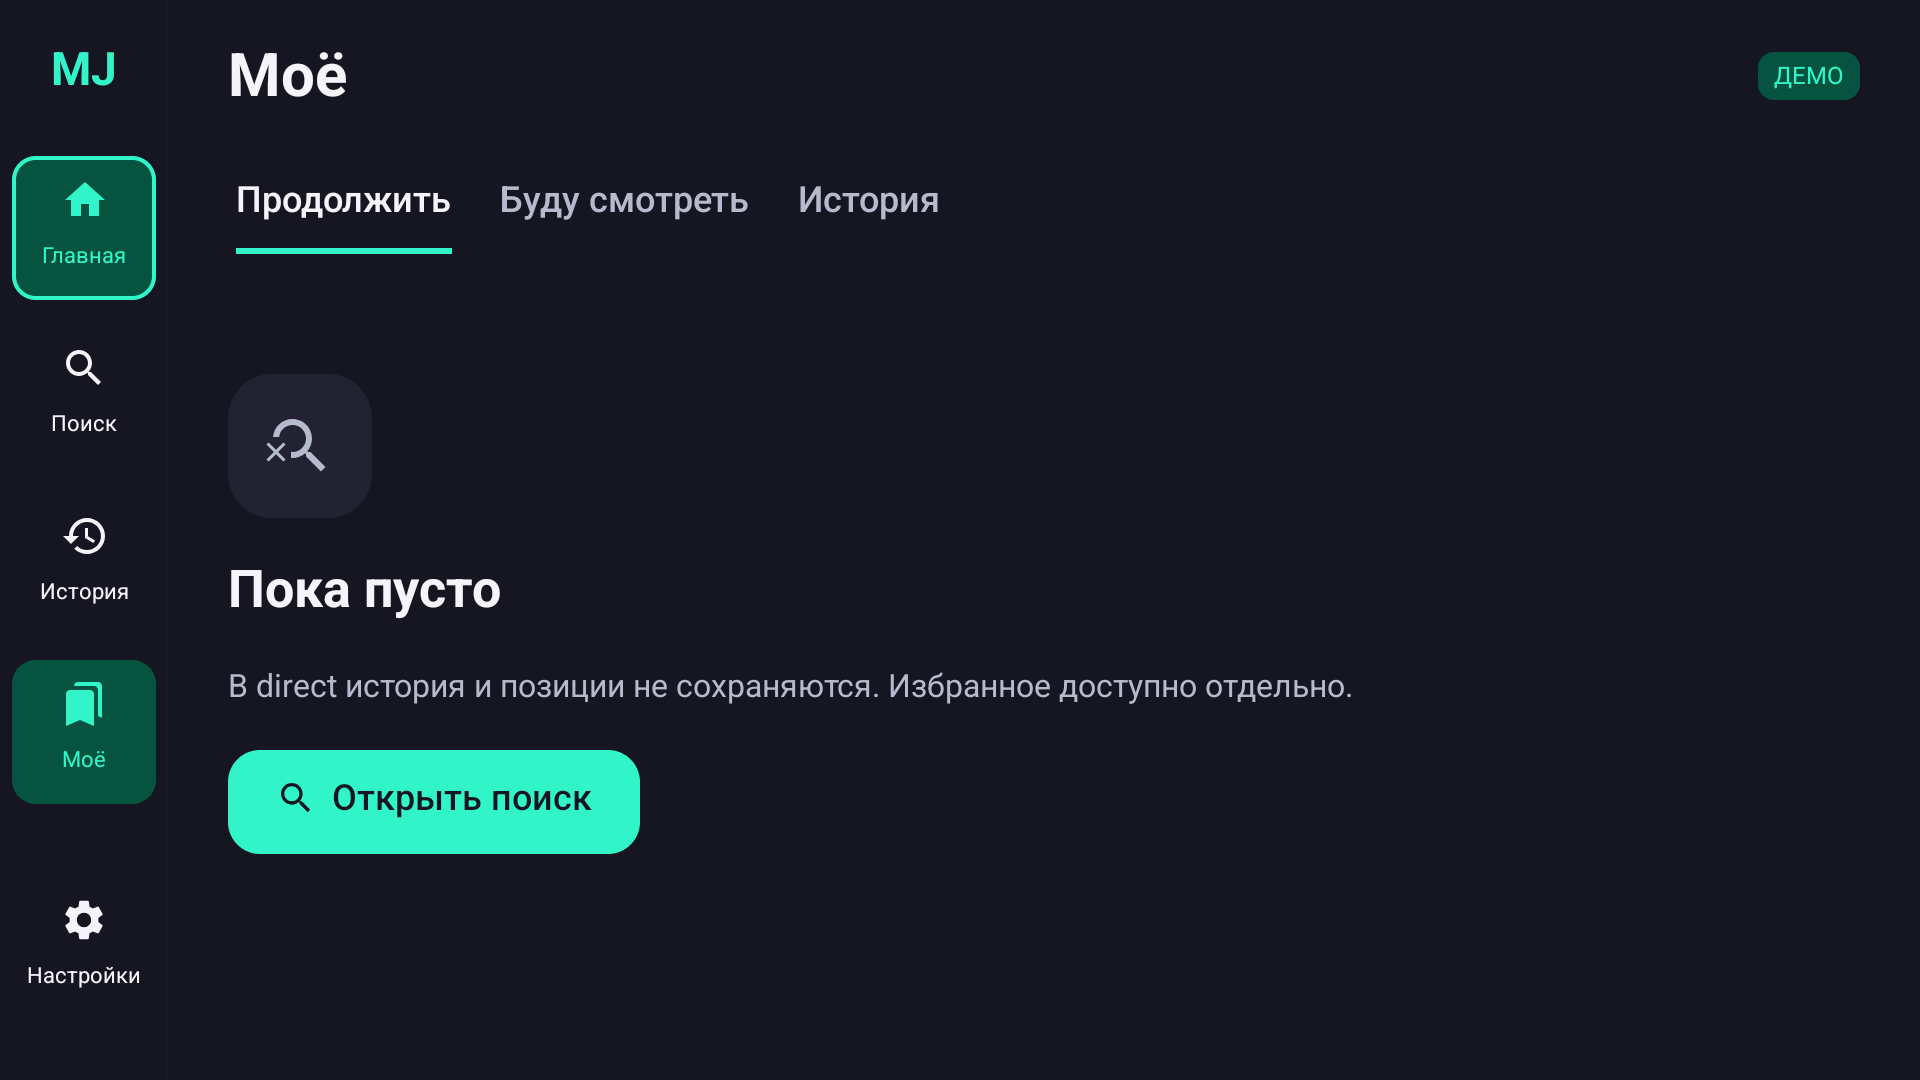 MJ
Главная
Поиск
История
Моё
Настройки
Моё
ДЕМО
Продолжить
Буду смотреть
История
Пока пусто
В direct история и позиции не сохраняются. Избранное доступно отдельно.
Открыть поиск